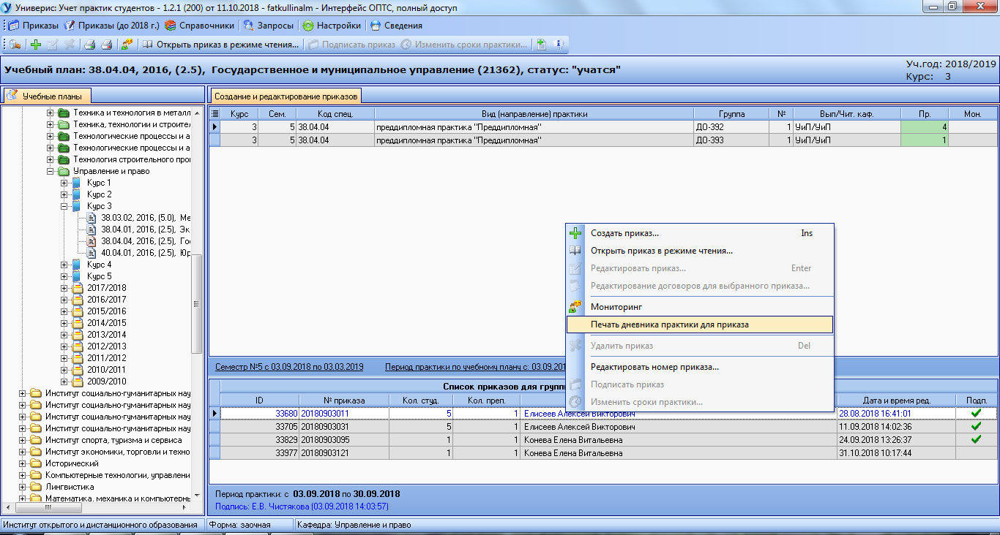 Универис: Учет практик студентов - 1.2.1 (200) от 11.10.2018 - fatkullinalm - Интерфейс ОПТС, полный доступ
Приказы Приказы (до 2018 г.) Справочники Запросы Настройки Сведения
Открыть приказ в режиме чтения... Подписать приказ Изменить сроки практики...
Учебный план: 38.04.04, 2016, (2.5), Государственное и муниципальное управление (21362), статус: "учатся"
Уч.год: 2018/2019
Курс: 3
Учебные планы
Техника и технология в металл
Техника, технологии и строител
Технологические процессы и а
Технологические процессы и а
Технология строительного про
Управление и право
Курс 1
Курс 2
Курс 3
38.03.02, 2016, (5.0), Ме
38.04.01, 2016, (2.5), Эк
38.04.04, 2016, (2.5), Гос
40.04.01, 2016, (2.5), Юр
Курс 4
Курс 5
2017/2018
2016/2017
2015/2016
2014/2015
2013/2014
2012/2013
2011/2012
2010/2011
2009/2010
Институт социально-гуманитарных нау
Институт социально-гуманитарных нау
Институт социально-гуманитарных нау
Институт социально-гуманитарных нау
Институт спорта, туризма и сервиса
Институт экономики, торговли и техно
Исторический
Компьютерные технологии, управлени
Лингвистика
Математика, механика и компьютерны
Создание и редактирование приказов
Курс Сем. Код спец. Вид (направление) практики Группа № Вып/Чит. каф. Пр. Мон.
3 5 38.04.04 преддипломная практика "Преддипломная" ДО-392 1 УиП/УиП 4
3 5 38.04.04 преддипломная практика "Преддипломная" ДО-393 1 УиП/УиП 1
Создать приказ... Ins
Открыть приказ в режиме чтения...
Редактировать приказ... Enter
Редактирование договоров для выбранного приказа...
Мониторинг
Печать дневника практики для приказа
Удалить приказ Del
Редактировать номер приказа...
Подписать приказ
Изменить сроки практики...
Семестр №5 с 03.09.2018 по 03.03.2019 Период практики по учебному плану с: 03.09.201
Список приказов для групп
ID № приказа Кол. студ. Кол. преп. Дата и время ред. Подп.
33680 20180903011 5 1 Елисеев Алексей Викторович 28.08.2018 16:41:01
33705 20180903031 5 1 Елисеев Алексей Викторович 11.09.2018 14:02:36
33829 20180903095 1 1 Конева Елена Витальевна 24.09.2018 13:26:37
33977 20180903121 1 1 Конева Елена Витальевна 31.10.2018 10:17:44
Период практики: с 03.09.2018 по 30.09.2018
Подпись: Е.В. Чистякова (03.09.2018 14:03:57)
Институт открытого и дистанционного образования Форма: заочная Кафедра: Управление и право